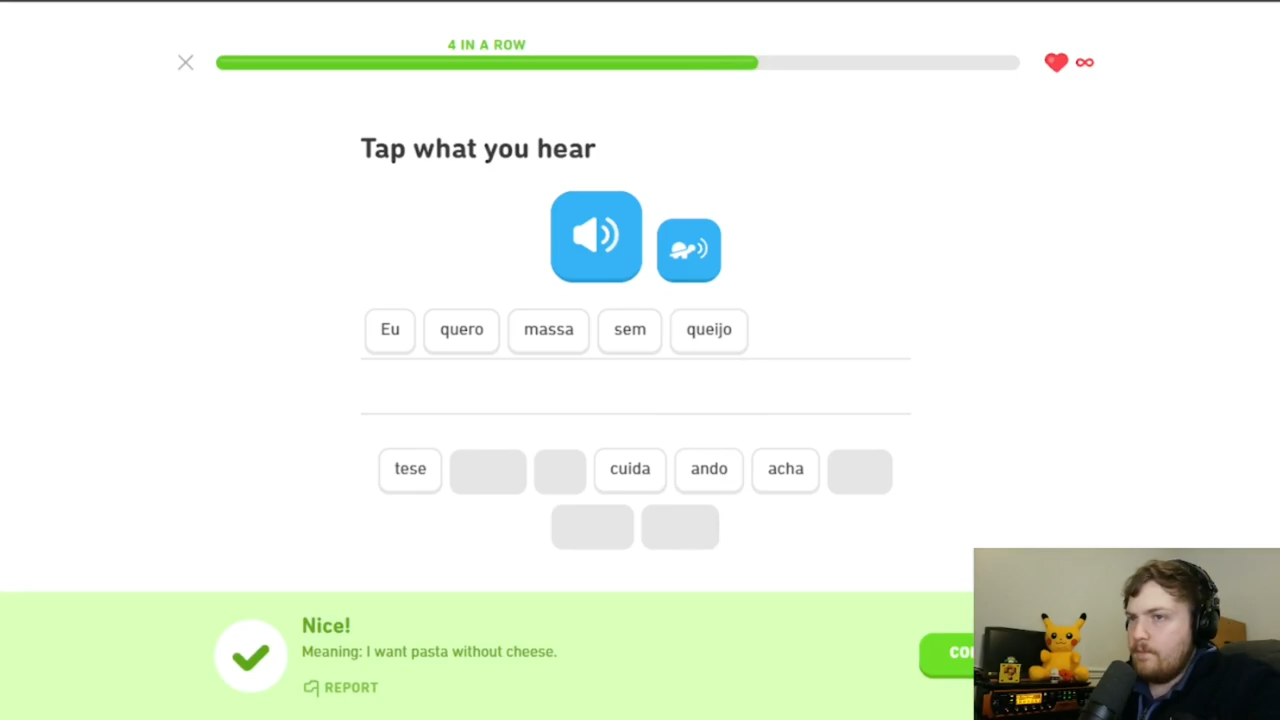 4 IN A ROW
Tap what you hear
Eu quero massa sem queijo
tese cuida ando acha
Nice!
Meaning: I want pasta without cheese.
REPORT